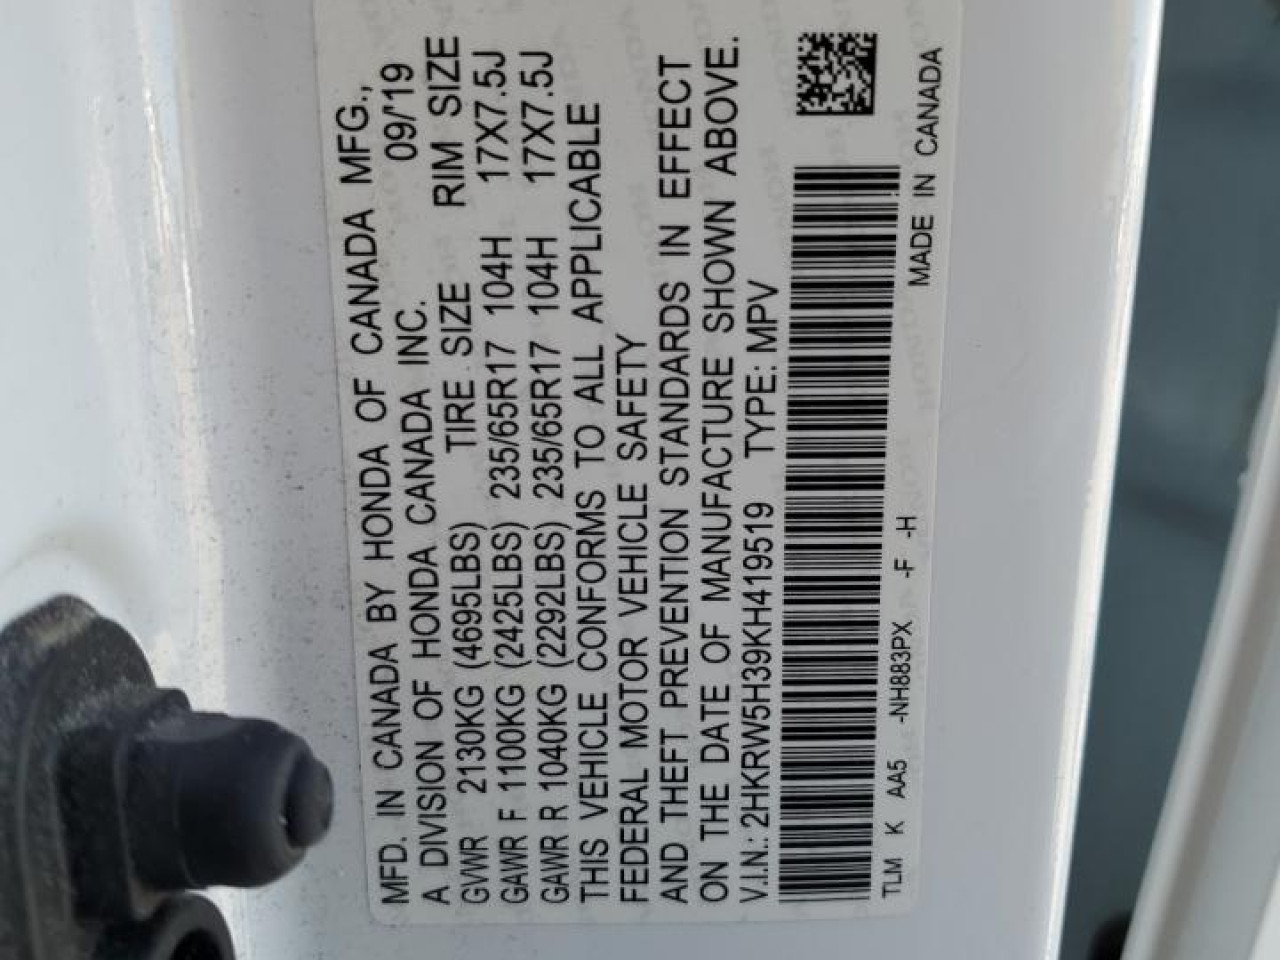 MFD. IN CANADA BY HONDA OF CANADA MFG.,
A DIVISION OF HONDA CANADA INC. 09/'19
GVWR 2130KG (4695LBS) TIRE SIZE RIM SIZE
GAWR F 1100KG (2425LBS) 235/65R17 104H 17X7.5J
GAWR R 1040KG (2292LBS) 235/65R17 104H 17X7.5J
THIS VEHICLE CONFORMS TO ALL APPLICABLE
FEDERAL MOTOR VEHICLE SAFETY
AND THEFT PREVENTION STANDARDS IN EFFECT
ON THE DATE OF MANUFACTURE SHOWN ABOVE.
V.I.N.: 2HKRW5H39KH419519 TYPE: MPV
TLM K AA5 -NH883PX -F -H MADE IN CANADA